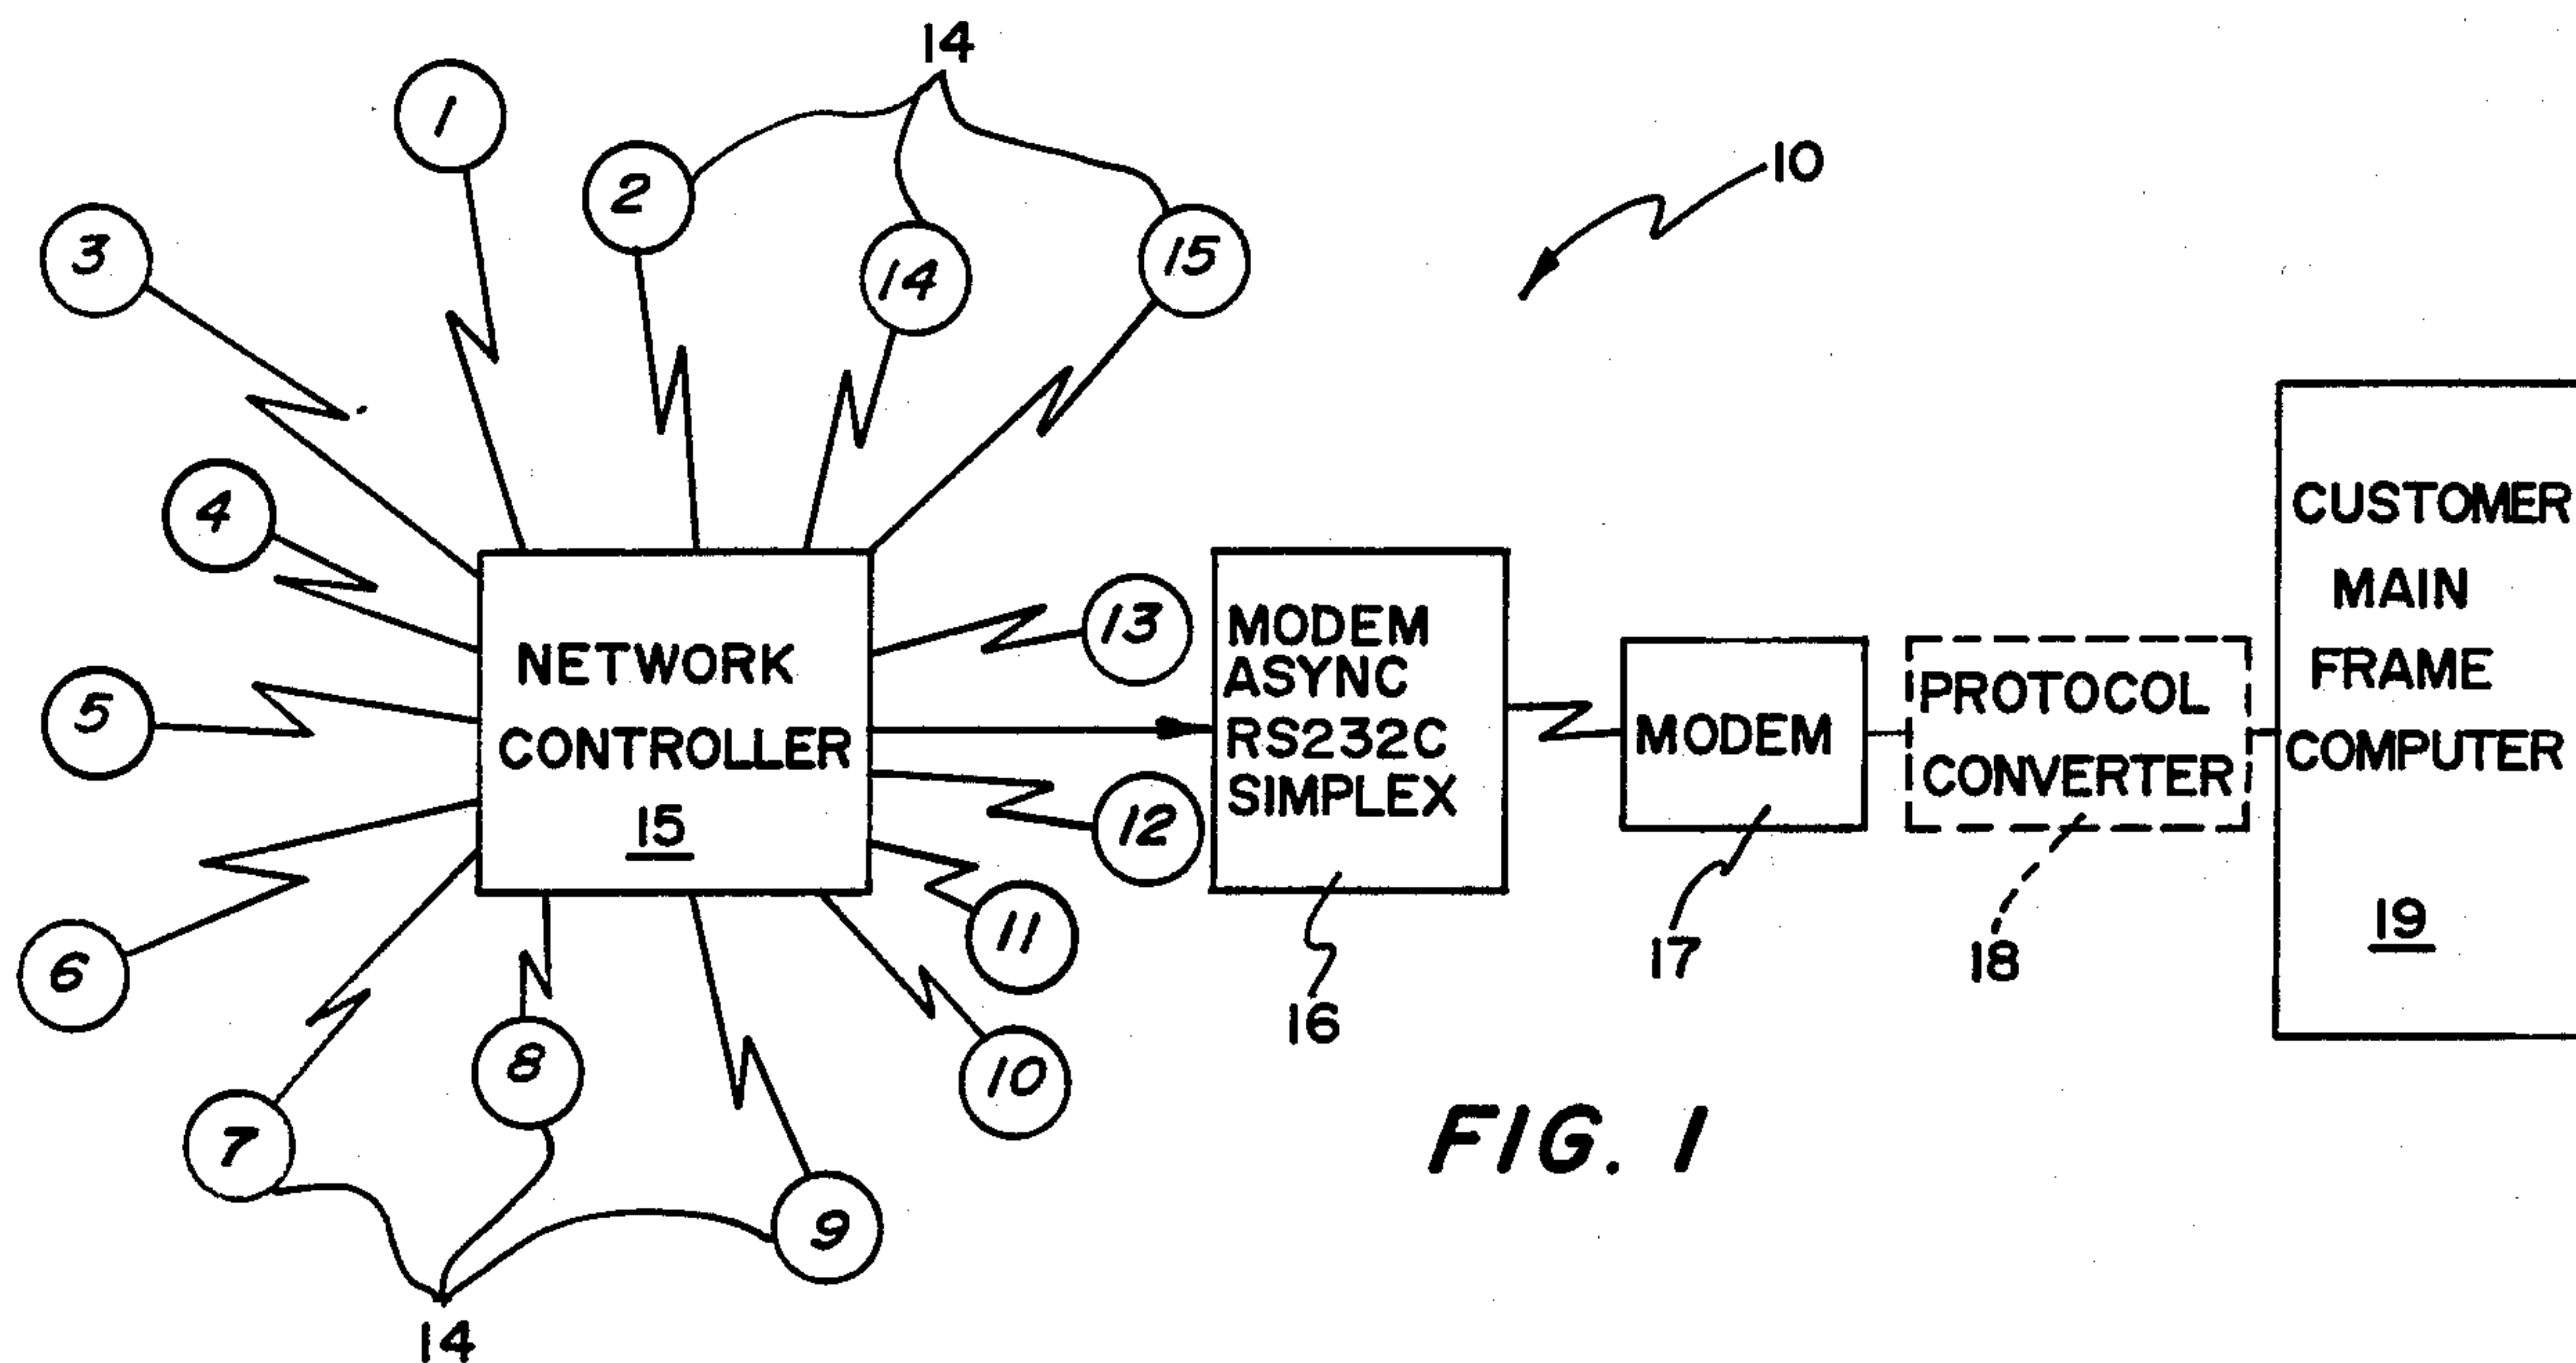 14
1
2
10
3
14
15
4
CUSTOMER
MAIN
FRAME
COMPUTER
19
13
NETWORK
CONTROLLER
15
MODEM
ASYNC
RS232C
SIMPLEX
MODEM
PROTOCOL
CONVERTER
5
12
11
6
17
18
16
8
10
7
9
FIG. 1
14